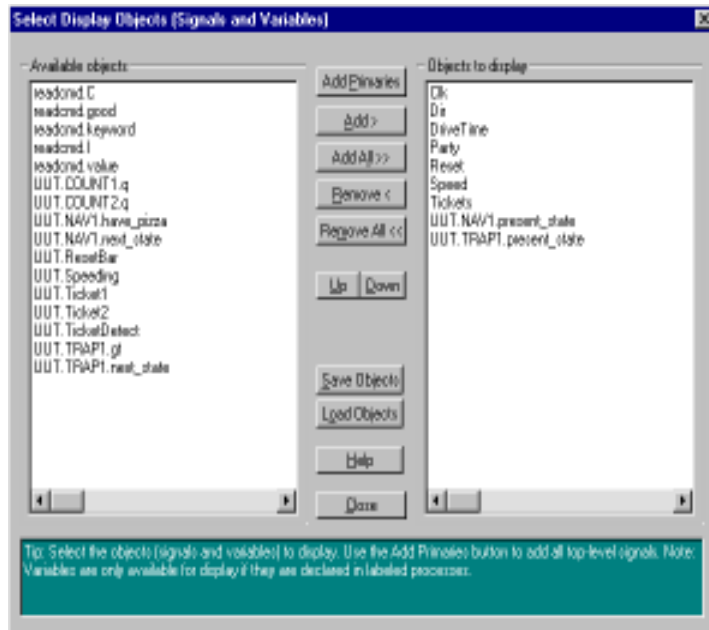 Select Display Objects (Signals and Variables)
Available objects
readcmd.C
readcmd.good
readcmd.keyword
readcmd.l
readcmd.value
UUT.COUNT1.q
UUT.COUNT2.q
UUT.NAV1.have_pizza
UUT.NAV1.next_state
UUT.ResetBar
UUT.Speeding
UUT.Ticket1
UUT.Ticket2
UUT.TicketDetect
UUT.TRAP1.gt
UUT.TRAP1.next_state
Add Primaries
Add >
Add All >>
Remove <
Remove All <<
Up Down
Save Objects
Load Objects
Help
Close
Objects to display
Clk
Dir
DriveTime
Party
Reset
Speed
Tickets
UUT.NAV1.present_state
UUT.TRAP1.present_state
Tip: Select the objects (signals and variables) to display. Use the Add Primaries button to add all top-level signals. Note:
Variables are only available for display if they are declared in labeled processes.